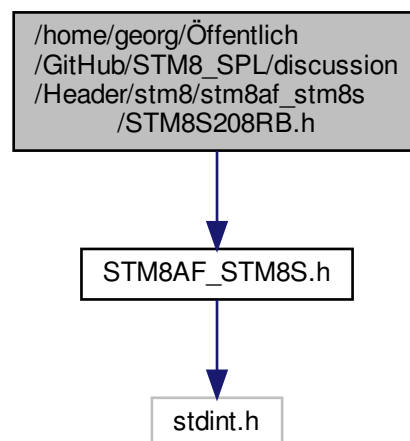 /home/georg/Öffentlich
/GitHub/STM8_SPL/discussion
/Header/stm8/stm8af_stm8s
/STM8S208RB.h
STM8AF_STM8S.h
stdint.h